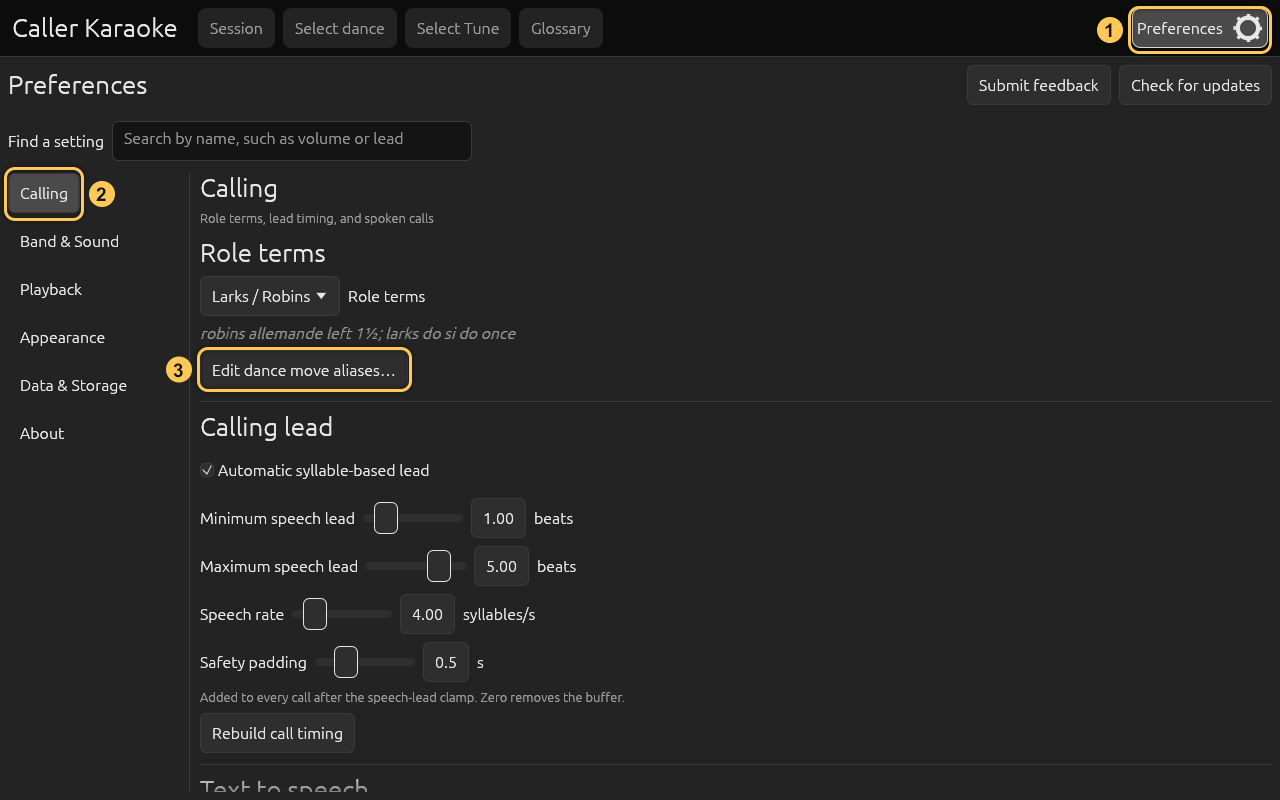 Caller Karaoke
Session
Select dance
Select Tune
Glossary
1
Preferences
Preferences
Submit feedback
Check for updates
Find a setting
Search by name, such as volume or lead
Calling
2
Band & Sound
Playback
Appearance
Data & Storage
About
Calling
Role terms, lead timing, and spoken calls
Role terms
Larks / Robins
Role terms
robins allemande left 1½; larks do si do once
3
Edit dance move aliases...
Calling lead
Automatic syllable-based lead
Minimum speech lead 1.00 beats
Maximum speech lead 5.00 beats
Speech rate 4.00 syllables/s
Safety padding 0.5 s
Added to every call after the speech-lead clamp. Zero removes the buffer.
Rebuild call timing
Text to speech